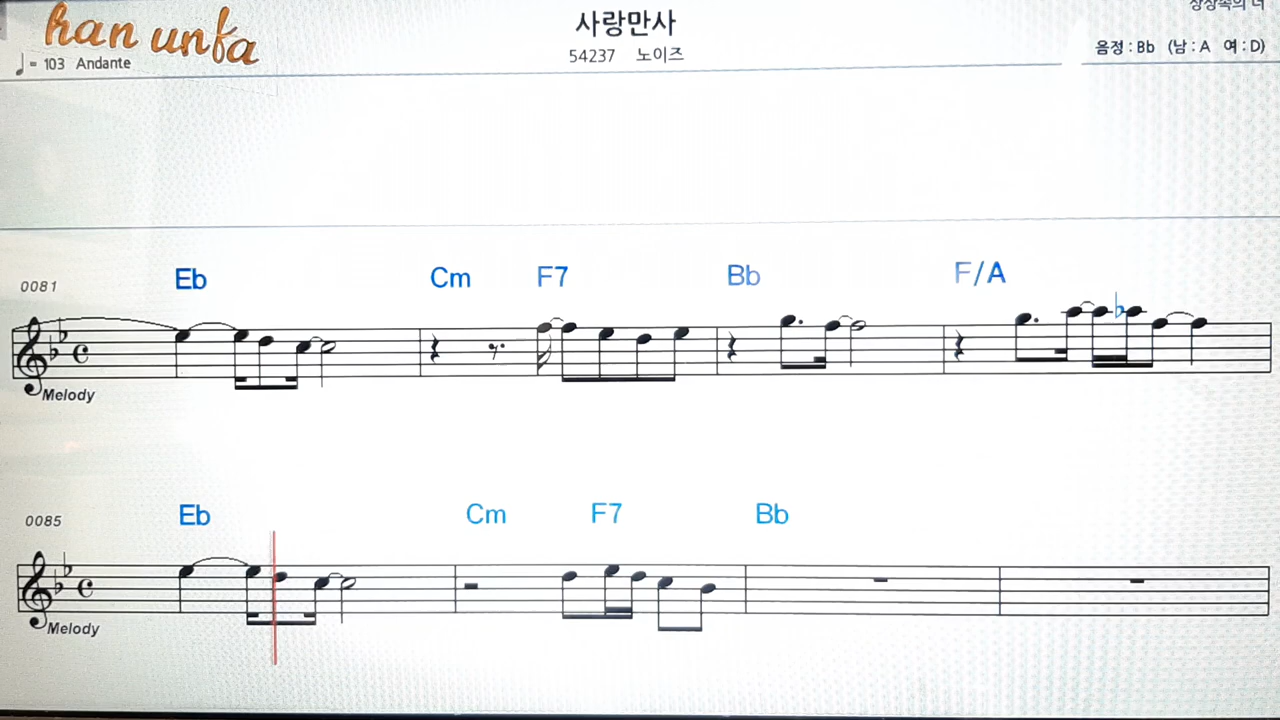 han unfa
사랑만사
♩= 103 Andante
54237 노이즈
음정 : Bb (남 : A 여 : D)
0081
Eb Cm F7 Bb F/A
Melody
0085
Eb Cm F7 Bb
Melody